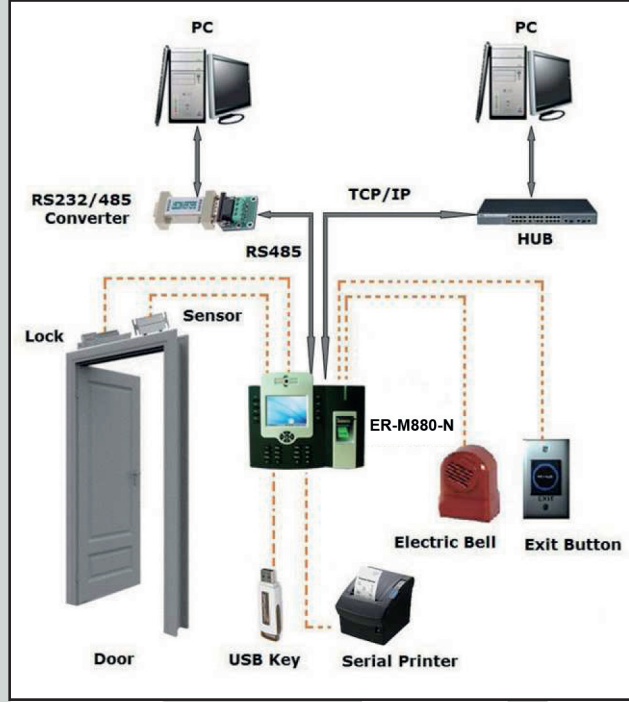 PC
PC
RS232/485
Converter
TCP/IP
HUB
RS485
Lock
Sensor
ER-M880-N
Electric Bell
Exit Button
EXIT
Door
USB Key
Serial Printer